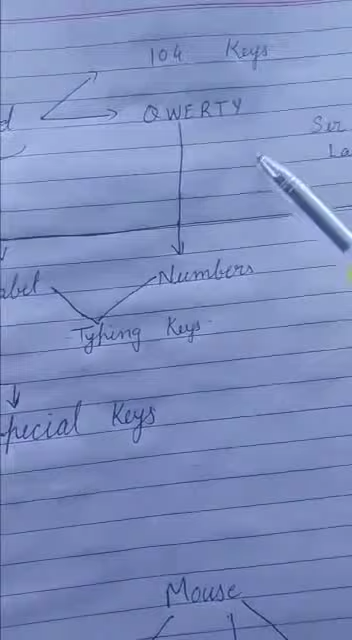 104 Keys
QWERTY
Numbers
Typing Keys
Special Keys
Mouse